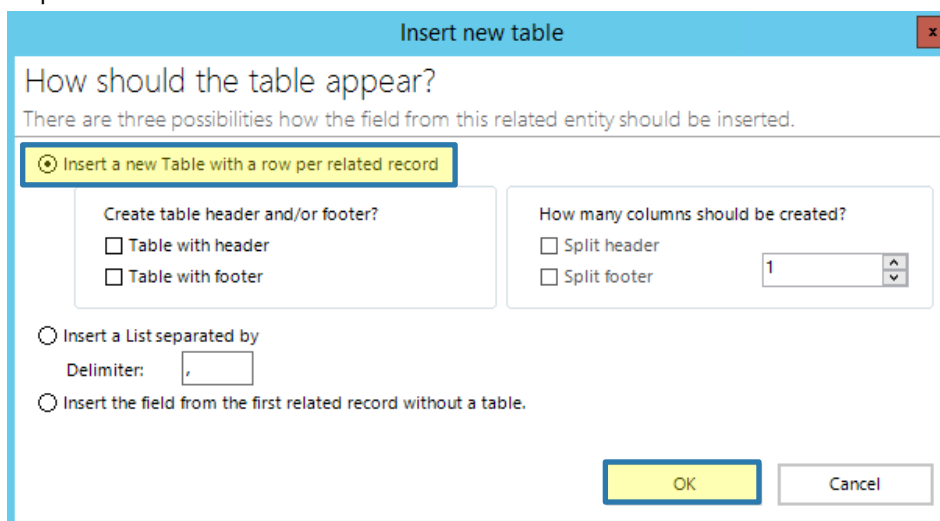 Insert new table
x
How should the table appear?
There are three possibilities how the field from this related entity should be inserted.
Insert a new Table with a row per related record
Create table header and/or footer?
Table with header
Table with footer
How many columns should be created?
Split header
Split footer
1
Insert a List separated by
Delimiter: ,
Insert the field from the first related record without a table.
OK Cancel